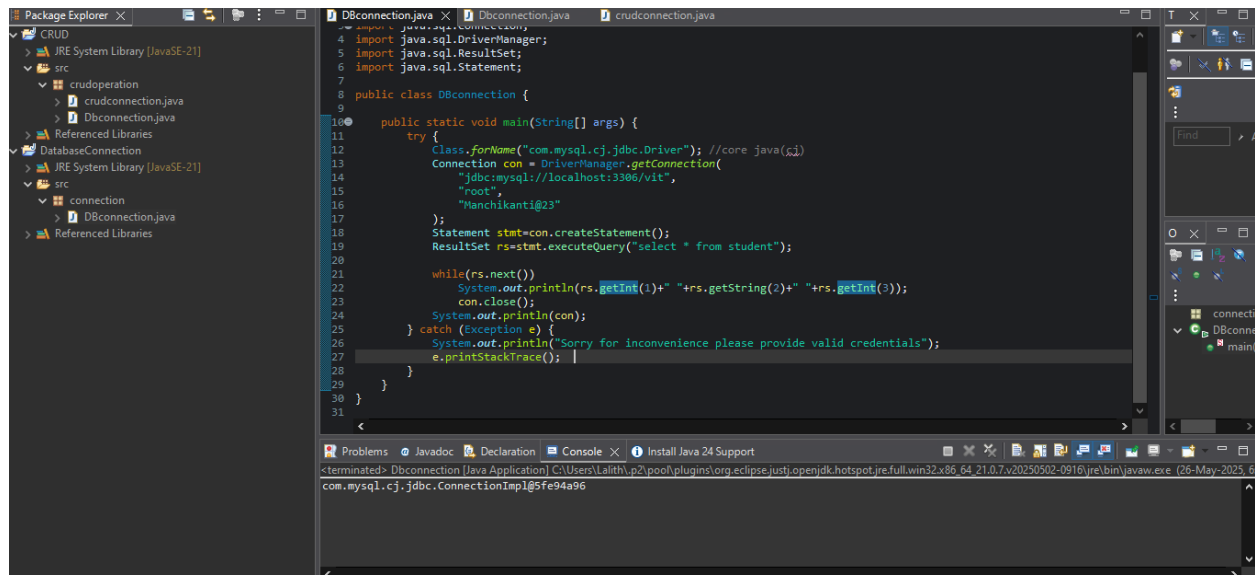 Package Explorer
CRUD
JRE System Library [JavaSE-21]
src
crudoperation
crudconnection.java
Dbconnection.java
Referenced Libraries
DatabaseConnection
JRE System Library [JavaSE-21]
src
connection
DBconnection.java
Referenced Libraries
DBconnection.java
Dbconnection.java
crudconnection.java
import java.sql.Connection;
4 import java.sql.DriverManager;
5 import java.sql.ResultSet;
6 import java.sql.Statement;
7
8 public class DBconnection {
9
10 public static void main(String[] args) {
11 try {
12 Class.forName("com.mysql.cj.jdbc.Driver"); //core java(cj)
13 Connection con = DriverManager.getConnection(
14 "jdbc:mysql://localhost:3306/vit",
15 "root",
16 "Manchikanti@23"
17 );
18 Statement stmt=con.createStatement();
19 ResultSet rs=stmt.executeQuery("select * from student");
20
21 while(rs.next())
22 System.out.println(rs.getInt(1)+" "+rs.getString(2)+" "+rs.getInt(3));
23 con.close();
24 System.out.println(con);
25 } catch (Exception e) {
26 System.out.println("Sorry for inconvenience please provide valid credentials");
27 e.printStackTrace();
28 }
29 }
30 }
31
T
Find
A
O
connecti
DBconne
main(
Problems
Javadoc
Declaration
Console
Install Java 24 Support
<terminated> Dbconnection [Java Application] C:\Users\Lalith\.p2\pool\plugins\org.eclipse.justj.openjdk.hotspot.jre.full.win32.x86_64_21.0.7.v20250502-0916\jre\bin\javaw.exe (26-May-2025, 6
com.mysql.cj.jdbc.ConnectionImpl@5fe94a96